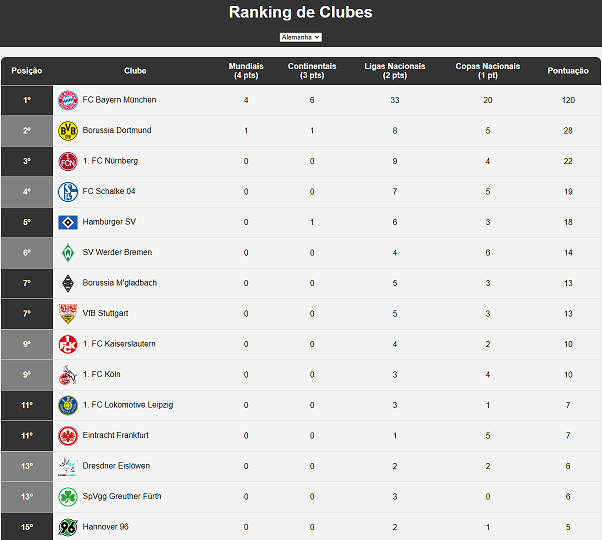 Ranking de Clubes
Alemanha
Posição Clube Mundiais (4 pts) Continentais (3 pts) Ligas Nacionais (2 pts) Copas Nacionais (1 pt) Pontuação
1º FC Bayern München 4 6 33 20 120
2º Borussia Dortmund 1 1 8 5 28
3º 1. FC Nürnberg 0 0 9 4 22
4º FC Schalke 04 0 0 7 5 19
5º Hamburger SV 0 1 6 3 18
6º SV Werder Bremen 0 0 4 6 14
7º Borussia M'gladbach 0 0 5 3 13
7º VfB Stuttgart 0 0 5 3 13
9º 1. FC Kaiserslautern 0 0 4 2 10
9º 1. FC Köln 0 0 3 4 10
11º 1. FC Lokomotive Leipzig 0 0 3 1 7
11º Eintracht Frankfurt 0 0 1 5 7
13º Dresdner Eislöwen 0 0 2 2 6
13º SpVgg Greuther Fürth 0 0 3 0 6
15º Hannover 96 0 0 2 1 5